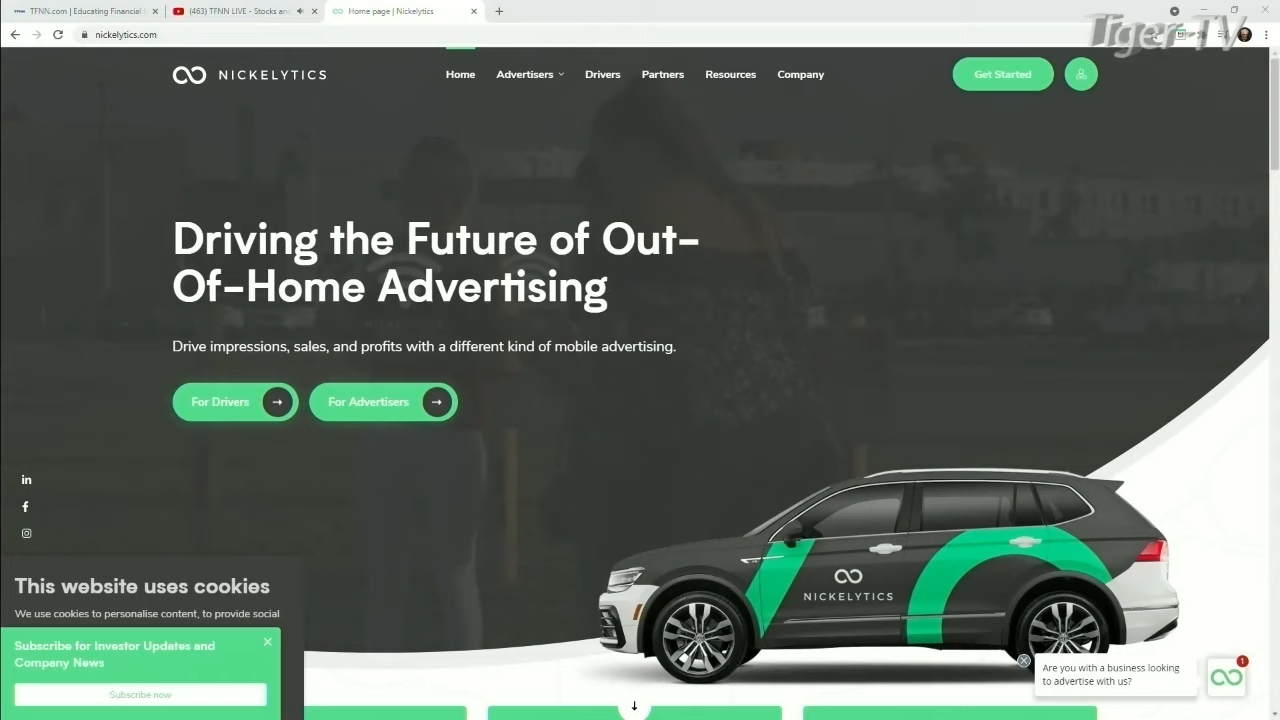 TFNN.com | Educating Financial
(463) TFNN LIVE - Stocks and
Home page | Nickelytics
Tiger TV
nickelytics.com
NICKELYTICS
Home
Advertisers
Drivers
Partners
Resources
Company
Get Started
Driving the Future of Out-
Of-Home Advertising
Drive impressions, sales, and profits with a different kind of mobile advertising.
For Drivers
For Advertisers
in
f
NICKELYTICS
This website uses cookies
We use cookies to personalise content, to provide social
Subscribe for Investor Updates and
Company News
Subscribe now
Are you with a business looking
to advertise with us?
1